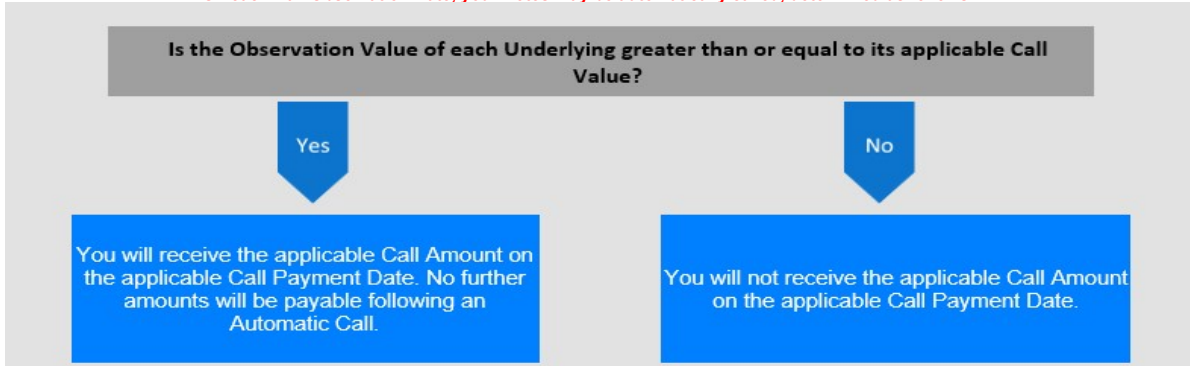 Is the Observation Value of each Underlying greater than or equal to its applicable Call
Value?
Yes
No
You will receive the applicable Call Amount on
the applicable Call Payment Date. No further
amounts will be payable following an
Automatic Call.
You will not receive the applicable Call Amount
on the applicable Call Payment Date.